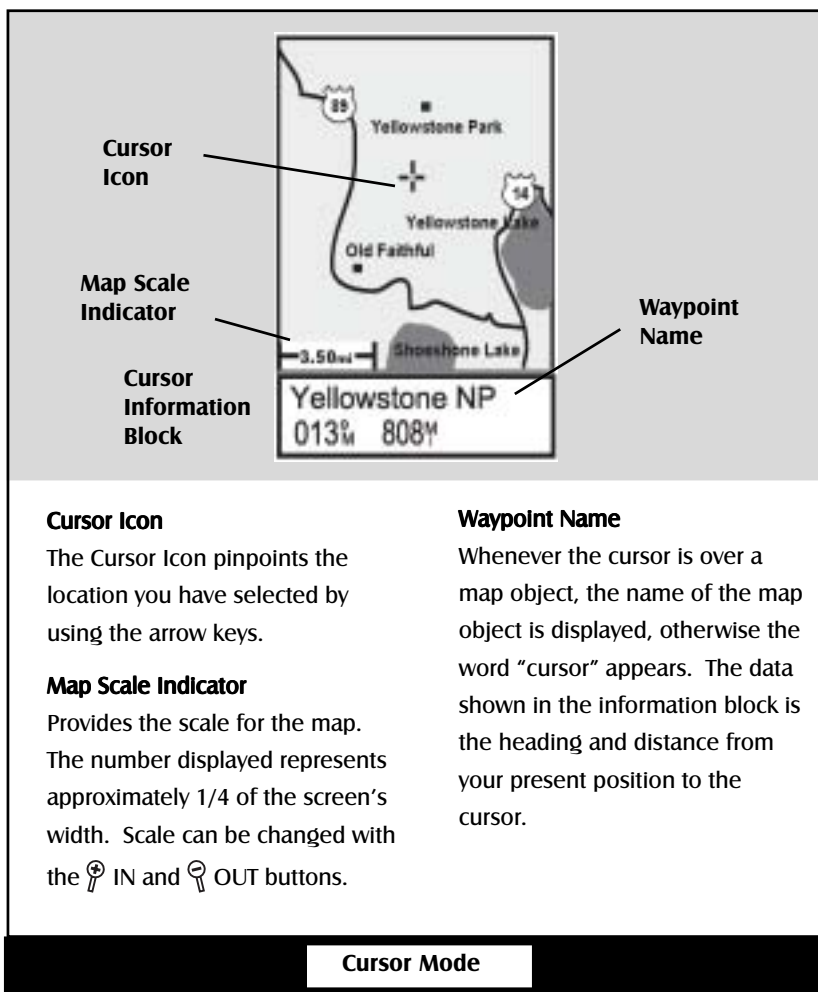 89
Yellowstone Park
Cursor
Icon
14
Yellowstone Lake
Old Faithful
Map Scale
Indicator
Waypoint
Name
3.50mi
Shoeshone Lake
Cursor
Information
Block
Yellowstone NP
013°M 808MI
Cursor Icon
The Cursor Icon pinpoints the
location you have selected by
using the arrow keys.
Map Scale Indicator
Provides the scale for the map.
The number displayed represents
approximately 1/4 of the screen's
width. Scale can be changed with
the IN and OUT buttons.
Waypoint Name
Whenever the cursor is over a
map object, the name of the map
object is displayed, otherwise the
word "cursor" appears. The data
shown in the information block is
the heading and distance from
your present position to the
cursor.
Cursor Mode